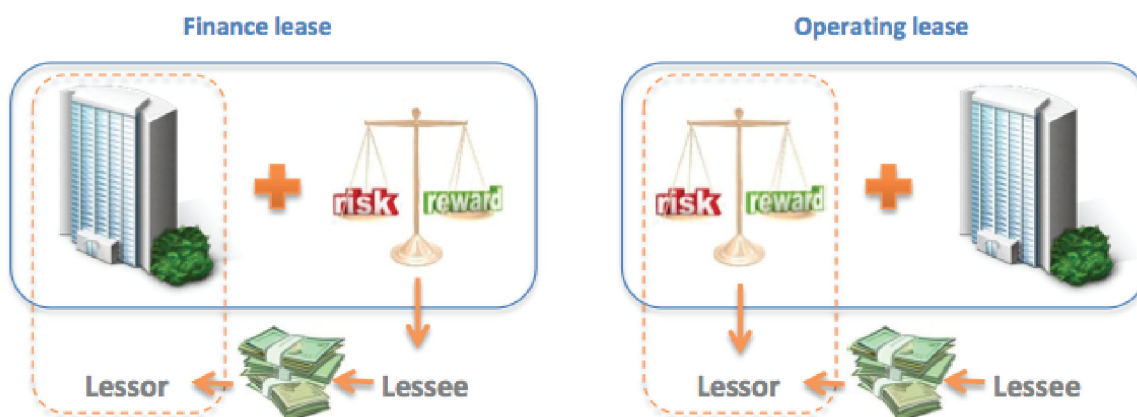 Finance lease
Operating lease
risk
reward
risk
reward
Lessor
Lessee
Lessor
Lessee